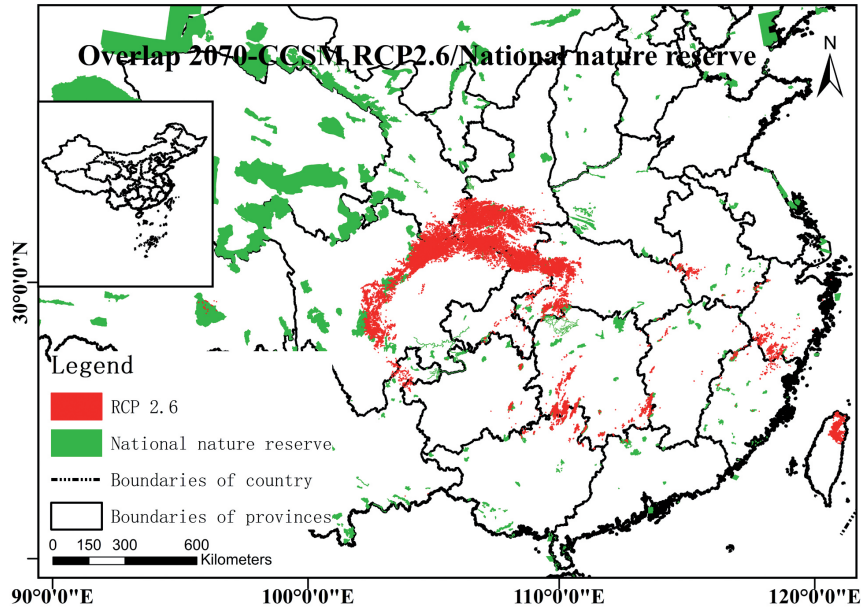 Overlap 2070-CCSM RCP2.6/National nature reserve
N
30°0'0"N
Legend
RCP 2.6
National nature reserve
Boundaries of country
Boundaries of provinces
0 150 300 600
Kilometers
90°0'0"E 100°0'0"E 110°0'0"E 120°0'0"E